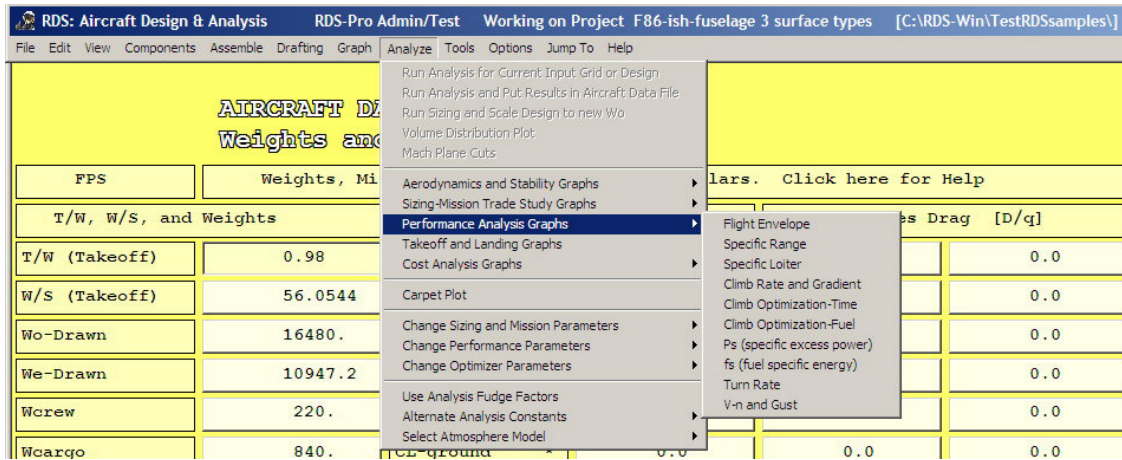 RDS: Aircraft Design & Analysis RDS-Pro Admin/Test Working on Project F86-ish-fuselage 3 surface types [C:\RDS-Win\TestRDSsamples\]
File Edit View Components Assemble Drafting Graph Analyze Tools Options Jump To Help
AIRCRAFT DA
Weights and
FPS Weights, Mi lars. Click here for Help
T/W, W/S, and Weights es Drag [D/q]
T/W (Takeoff) 0.98 0.0
W/S (Takeoff) 56.0544 0.0
Wo-Drawn 16480. 0.0
We-Drawn 10947.2 0.0
Wcrew 220. 0.0
Wcargo 840. CL-ground * 0.0 0.0 0.0
Run Analysis for Current Input Grid or Design
Run Analysis and Put Results in Aircraft Data File
Run Sizing and Scale Design to new Wo
Volume Distribution Plot
Mach Plane Cuts
Aerodynamics and Stability Graphs
Sizing-Mission Trade Study Graphs
Performance Analysis Graphs
Takeoff and Landing Graphs
Cost Analysis Graphs
Carpet Plot
Change Sizing and Mission Parameters
Change Performance Parameters
Change Optimizer Parameters
Use Analysis Fudge Factors
Alternate Analysis Constants
Select Atmosphere Model
Flight Envelope
Specific Range
Specific Loiter
Climb Rate and Gradient
Climb Optimization-Time
Climb Optimization-Fuel
Ps (specific excess power)
fs (fuel specific energy)
Turn Rate
V-n and Gust